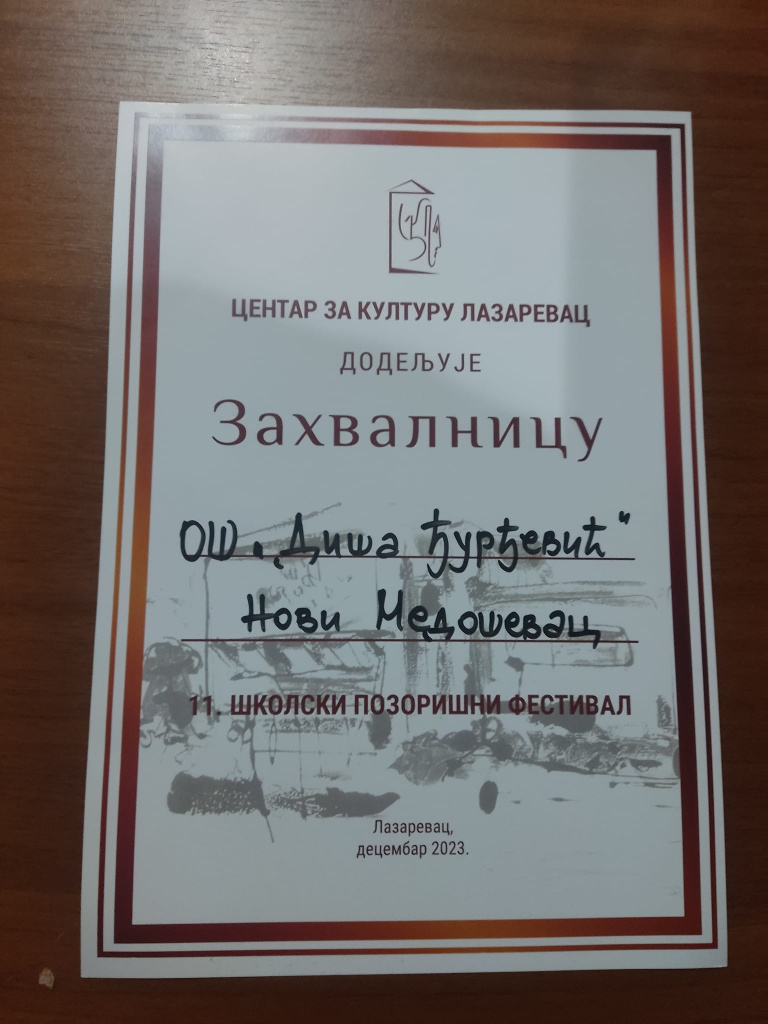 ЦЕНТАР ЗА КУЛТУРУ ЛАЗАРЕВАЦ
ДОДЕЉУЈЕ
Захвалницу
ОШ „Диша Ђурђевић"
Нови Медошевац
11. ШКОЛСКИ ПОЗОРИШНИ ФЕСТИВАЛ
Лазаревац,
децембар 2023.